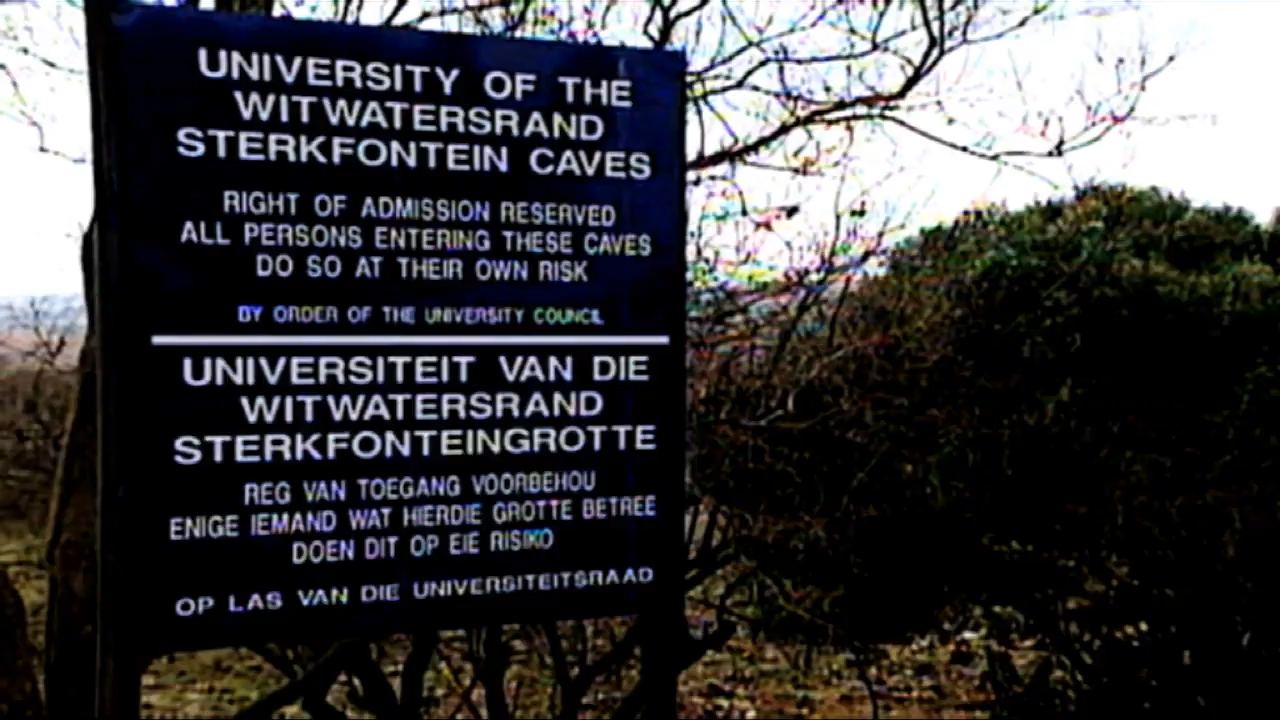 UNIVERSITY OF THE
WITWATERSRAND
STERKFONTEIN CAVES
RIGHT OF ADMISSION RESERVED
ALL PERSONS ENTERING THESE CAVES
DO SO AT THEIR OWN RISK
BY ORDER OF THE UNIVERSITY COUNCIL
UNIVERSITEIT VAN DIE
WITWATERSRAND
STERKFONTEINGROTTE
REG VAN TOEGANG VOORBEHOU
ENIGE IEMAND WAT HIERDIE GROTTE BETREE
DOEN DIT OP EIE RISIKO
OP LAS VAN DIE UNIVERSITEITSRAAD